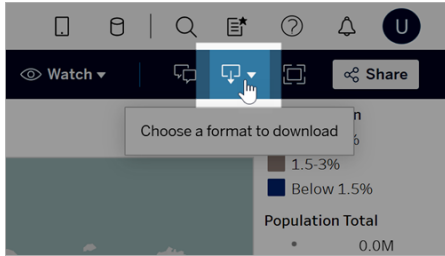 U
Watch
Share
Choose a format to download
1.5-3%
Below 1.5%
Population Total
0.0M